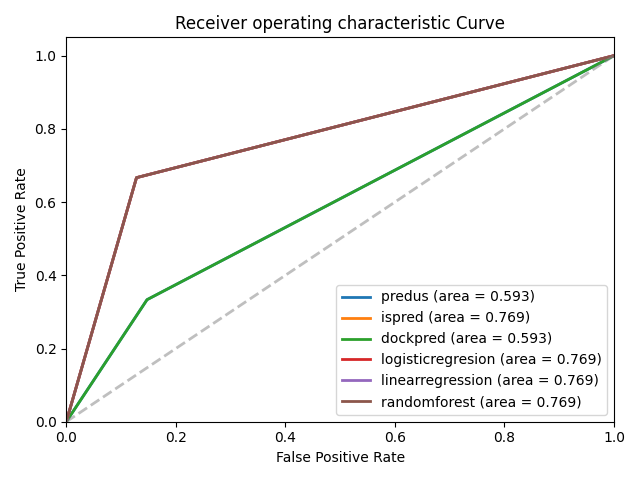 Receiver operating characteristic Curve
1.0
0.8
0.6
0.4
0.2
0.0
True Positive Rate
predus (area = 0.593)
ispred (area = 0.769)
dockpred (area = 0.593)
logisticregresion (area = 0.769)
linearregression (area = 0.769)
randomforest (area = 0.769)
0.0 0.2 0.4 0.6 0.8 1.0
False Positive Rate